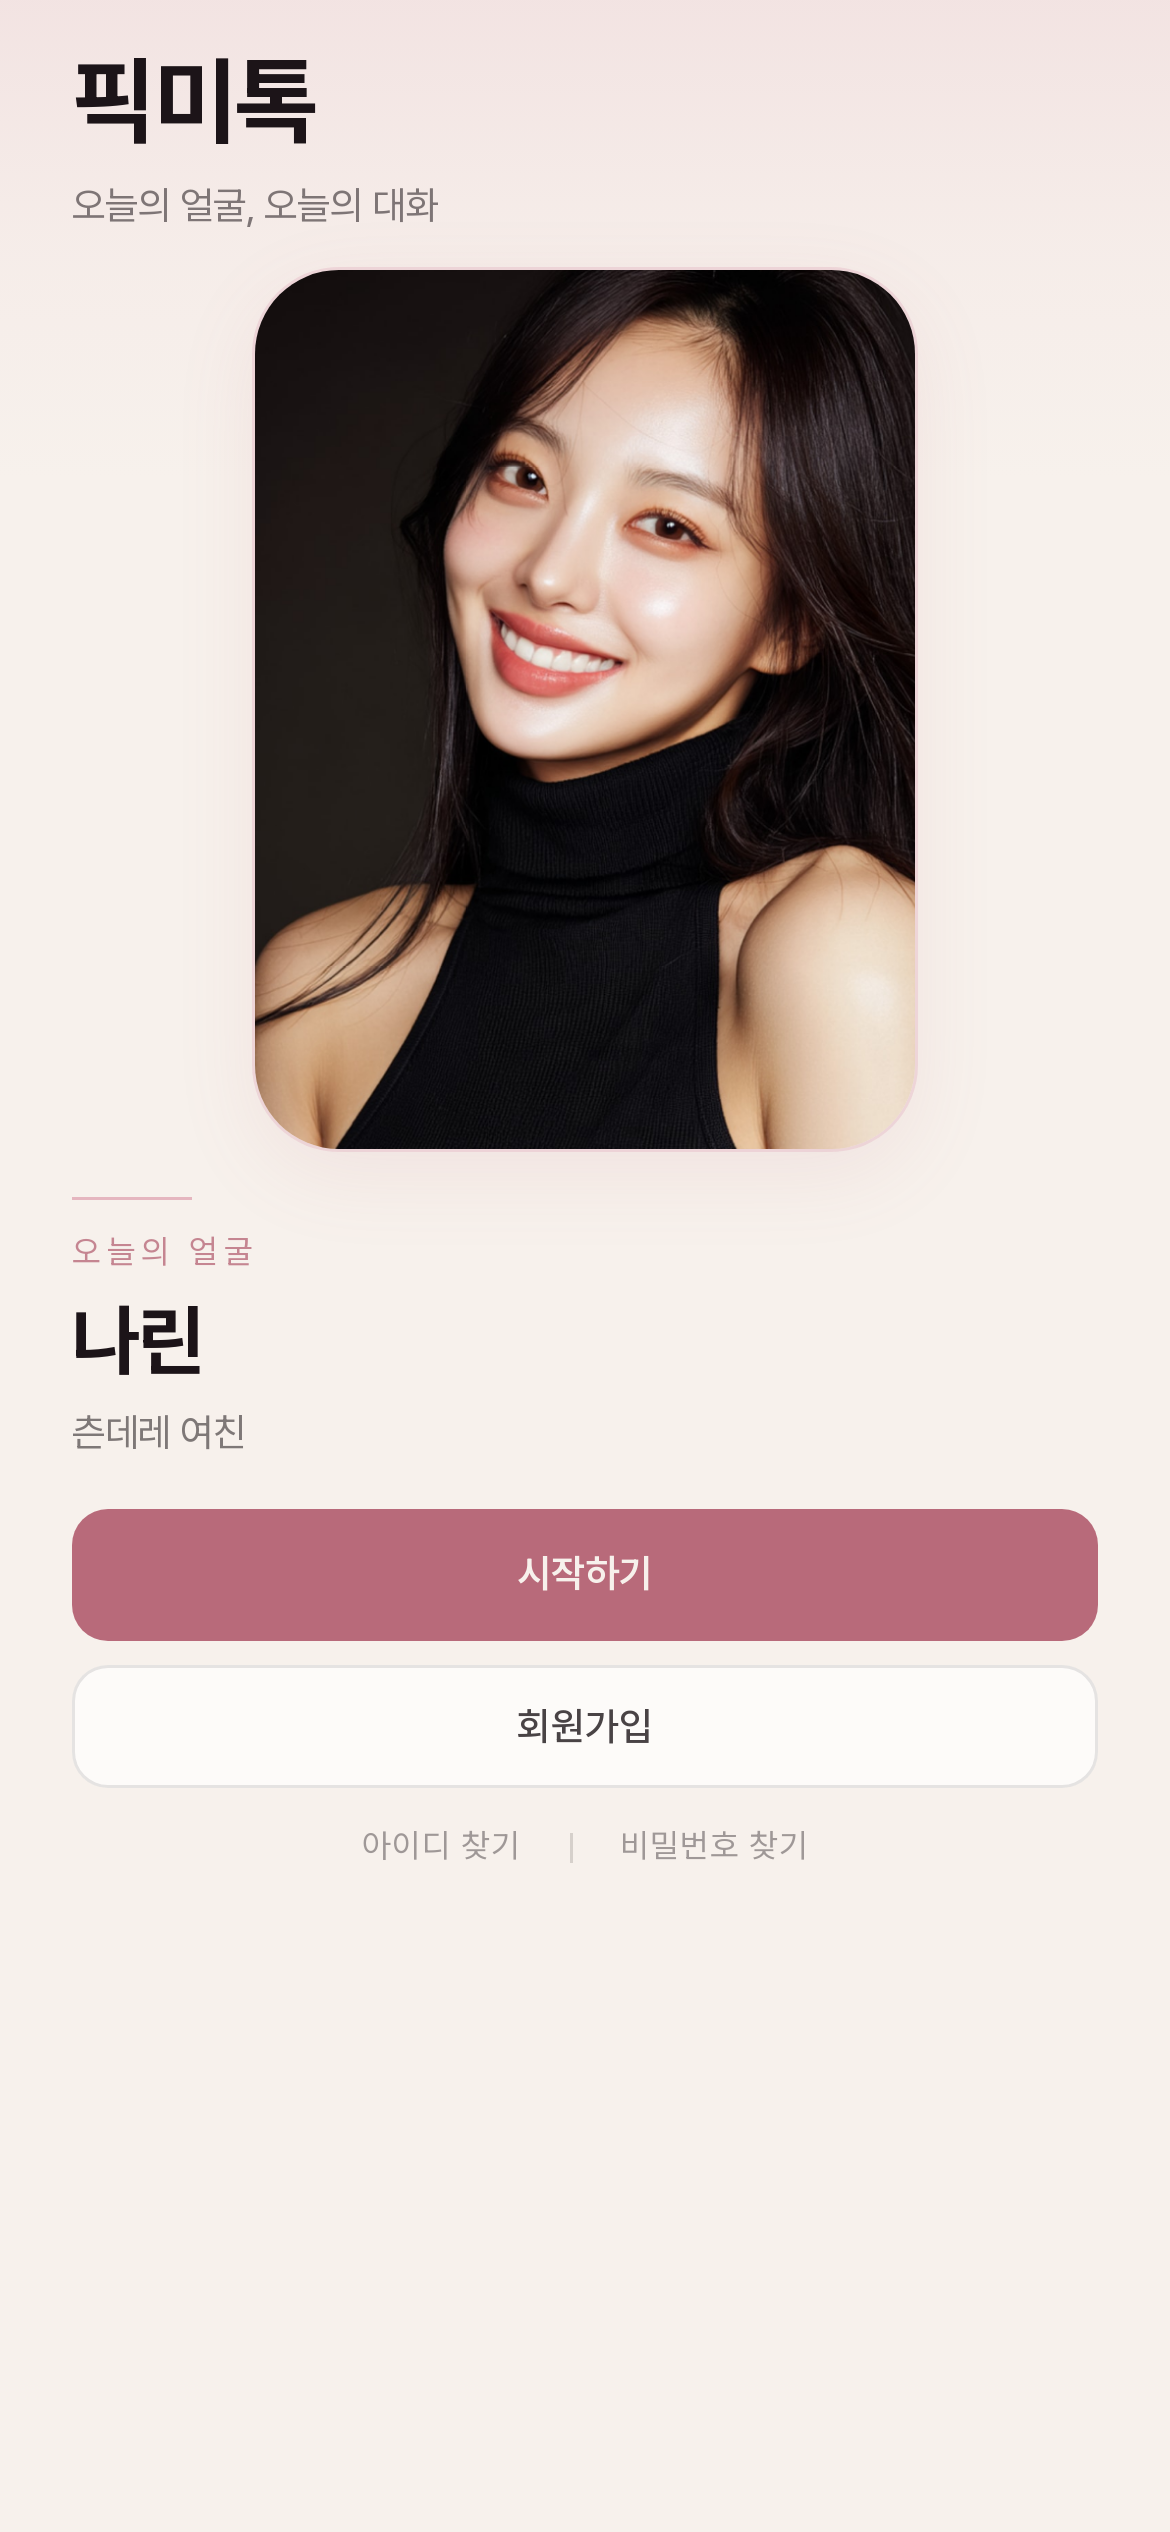 픽미톡
오늘의 얼굴, 오늘의 대화
오늘의 얼굴
나린
츤데레 여친
시작하기
회원가입
아이디 찾기 | 비밀번호 찾기